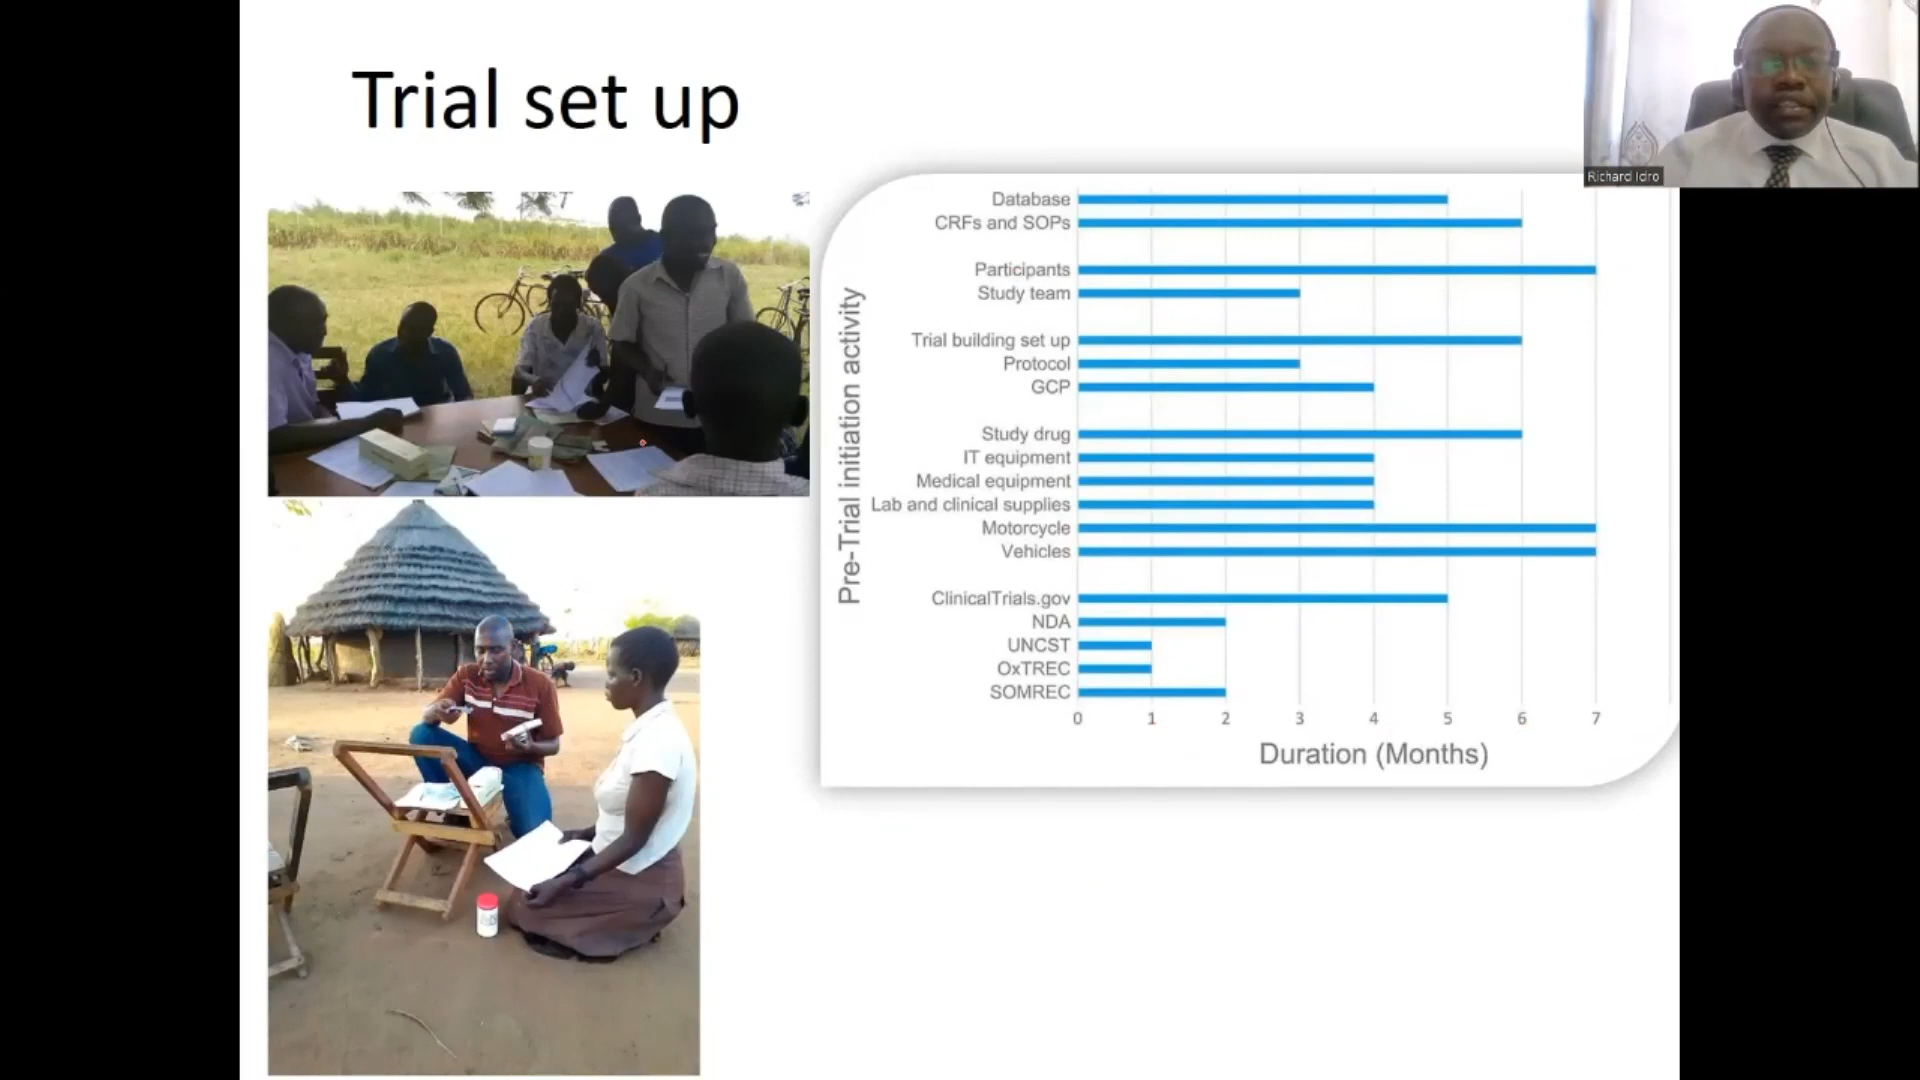 Trial set up
Richard Idro
Pre-Trial initiation activity
Database
CRFs and SOPs
Participants
Study team
Trial building set up
Protocol
GCP
Study drug
IT equipment
Medical equipment
Lab and clinical supplies
Motorcycle
Vehicles
ClinicalTrials.gov
NDA
UNCST
OxTREC
SOMREC
0 1 2 3 4 5 6 7
Duration (Months)